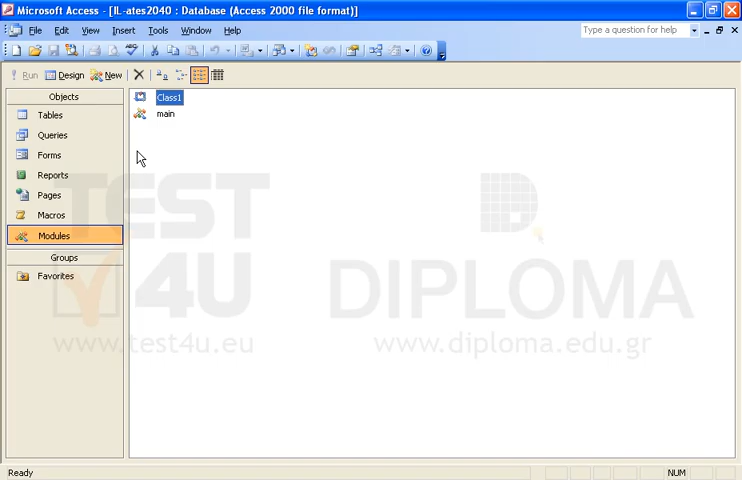 Microsoft Access - [IL-ates2040 : Database (Access 2000 file format)]
File Edit View Insert Tools Window Help Type a question for help
Run Design New
Objects
Tables
Queries
Forms
Reports
Pages
Macros
Modules
Groups
Favorites
Class1
main
TEST
4U
www.test4u.eu
DIPLOMA
www.diploma.edu.gr
Ready NUM